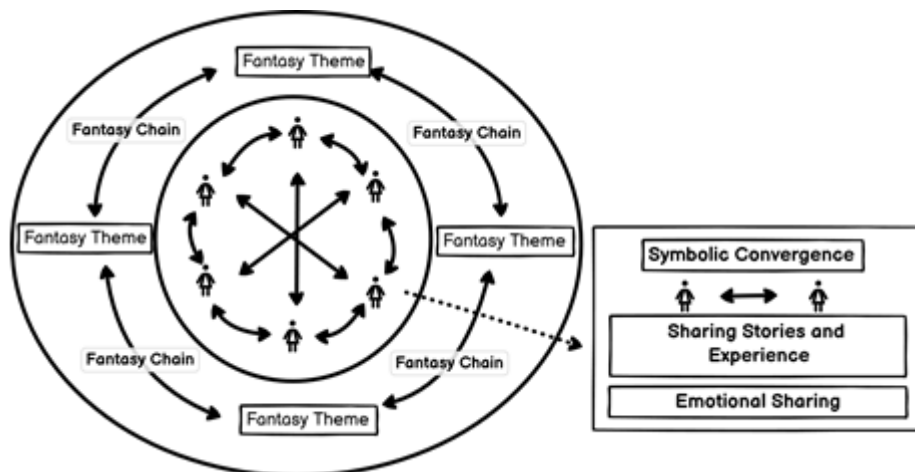 Fantasy Theme
Fantasy Chain
Fantasy Chain
Fantasy Theme
Fantasy Theme
Fantasy Chain
Fantasy Chain
Fantasy Theme
Symbolic Convergence
Sharing Stories and
Experience
Emotional Sharing